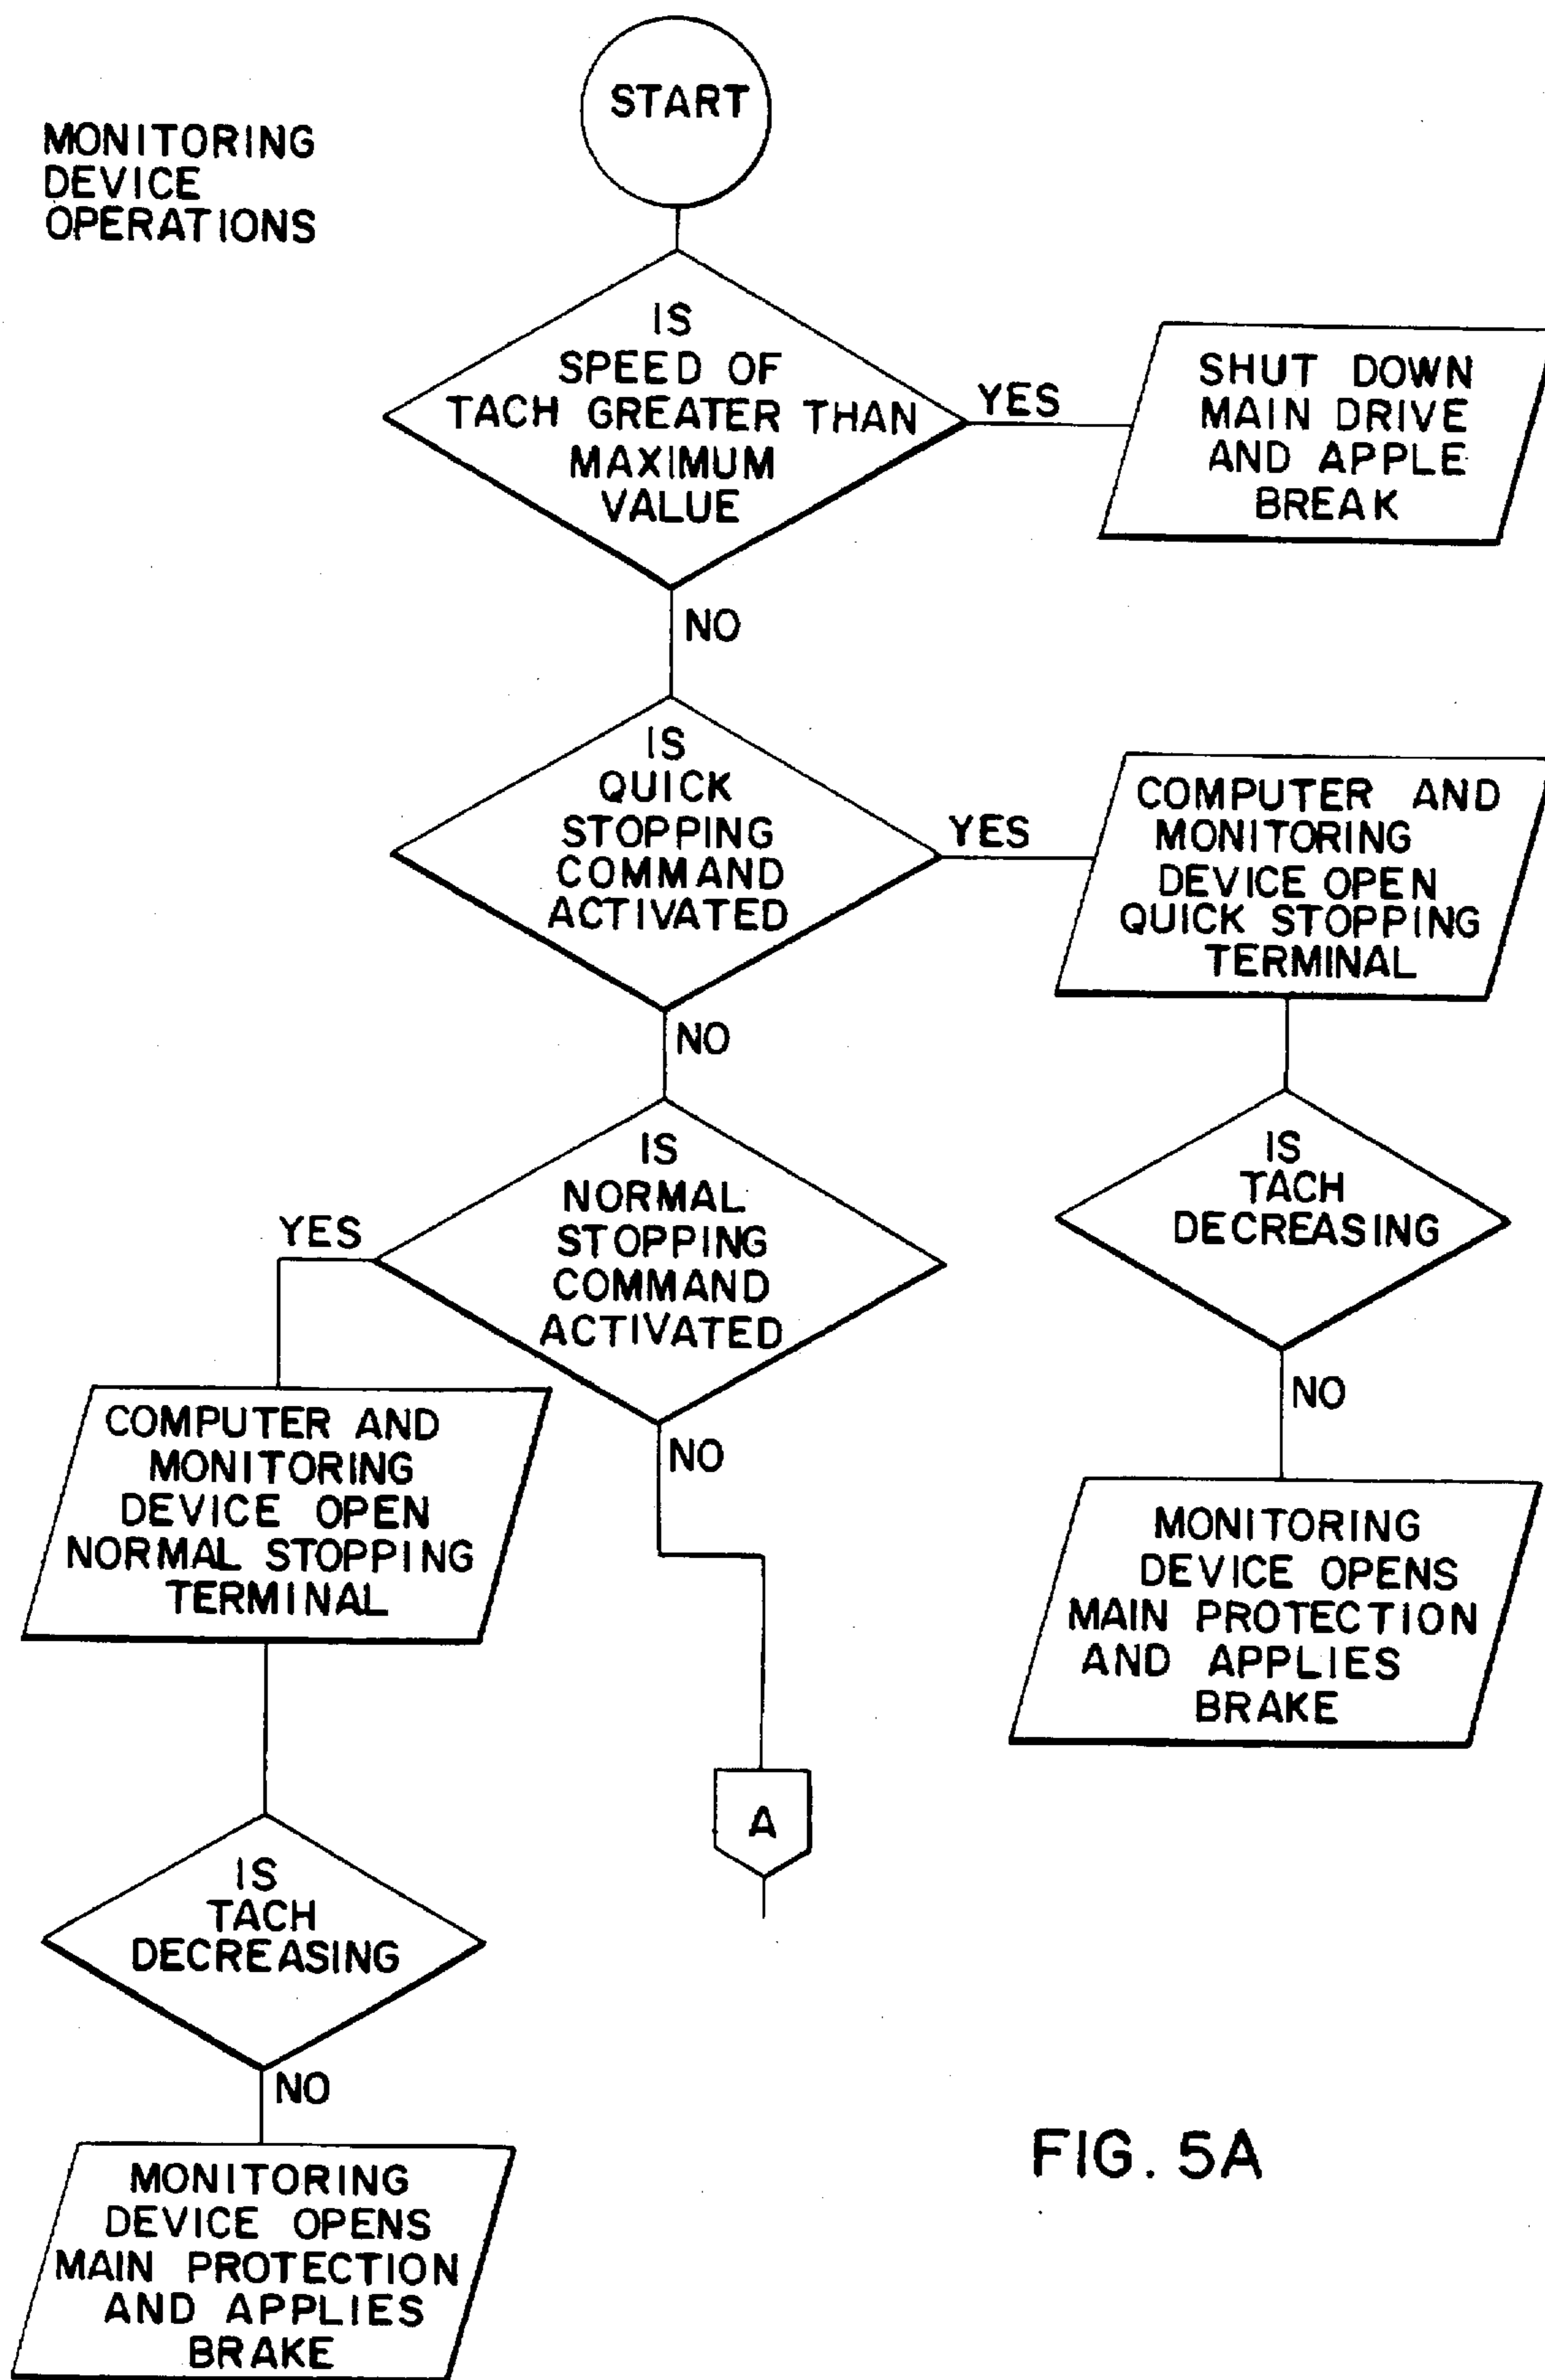 MONITORING
DEVICE
OPERATIONS
START
IS
SPEED OF
TACH GREATER THAN
MAXIMUM
VALUE
YES
SHUT DOWN
MAIN DRIVE
AND APPLE
BREAK
NO
IS
QUICK
STOPPING
COMMAND
ACTIVATED
YES
COMPUTER AND
MONITORING
DEVICE OPEN
QUICK STOPPING
TERMINAL
NO
IS
TACH
DECREASING
NO
MONITORING
DEVICE OPENS
MAIN PROTECTION
AND APPLIES
BRAKE
IS
NORMAL
STOPPING
COMMAND
ACTIVATED
YES
COMPUTER AND
MONITORING
DEVICE OPEN
NORMAL STOPPING
TERMINAL
NO
A
IS
TACH
DECREASING
NO
MONITORING
DEVICE OPENS
MAIN PROTECTION
AND APPLIES
BRAKE
FIG. 5A